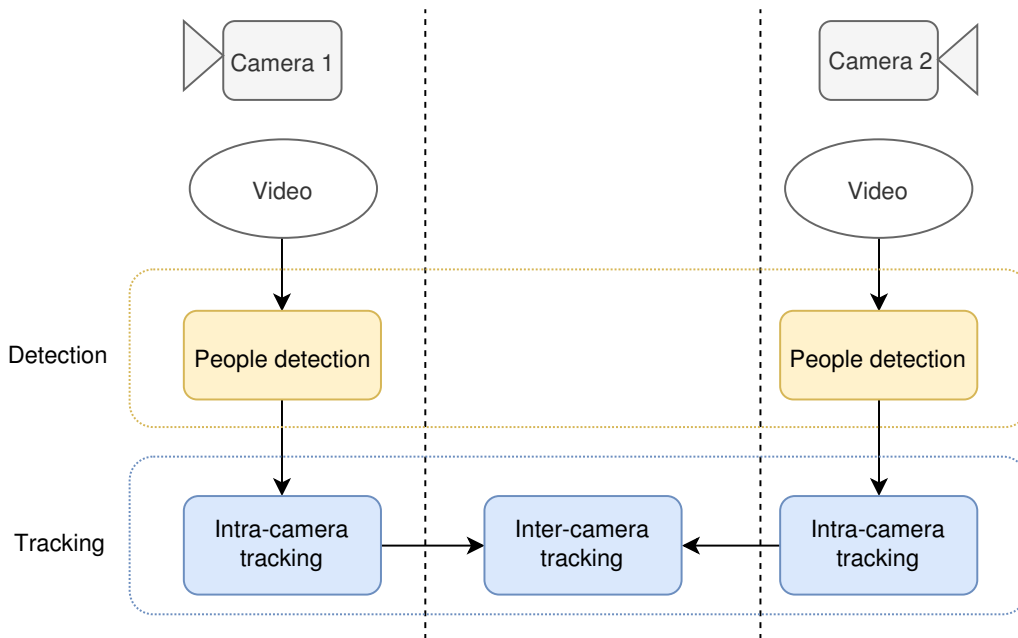 Camera 1
Camera 2
Video
Video
Detection
People detection
People detection
Tracking
Intra-camera
tracking
Inter-camera
tracking
Intra-camera
tracking